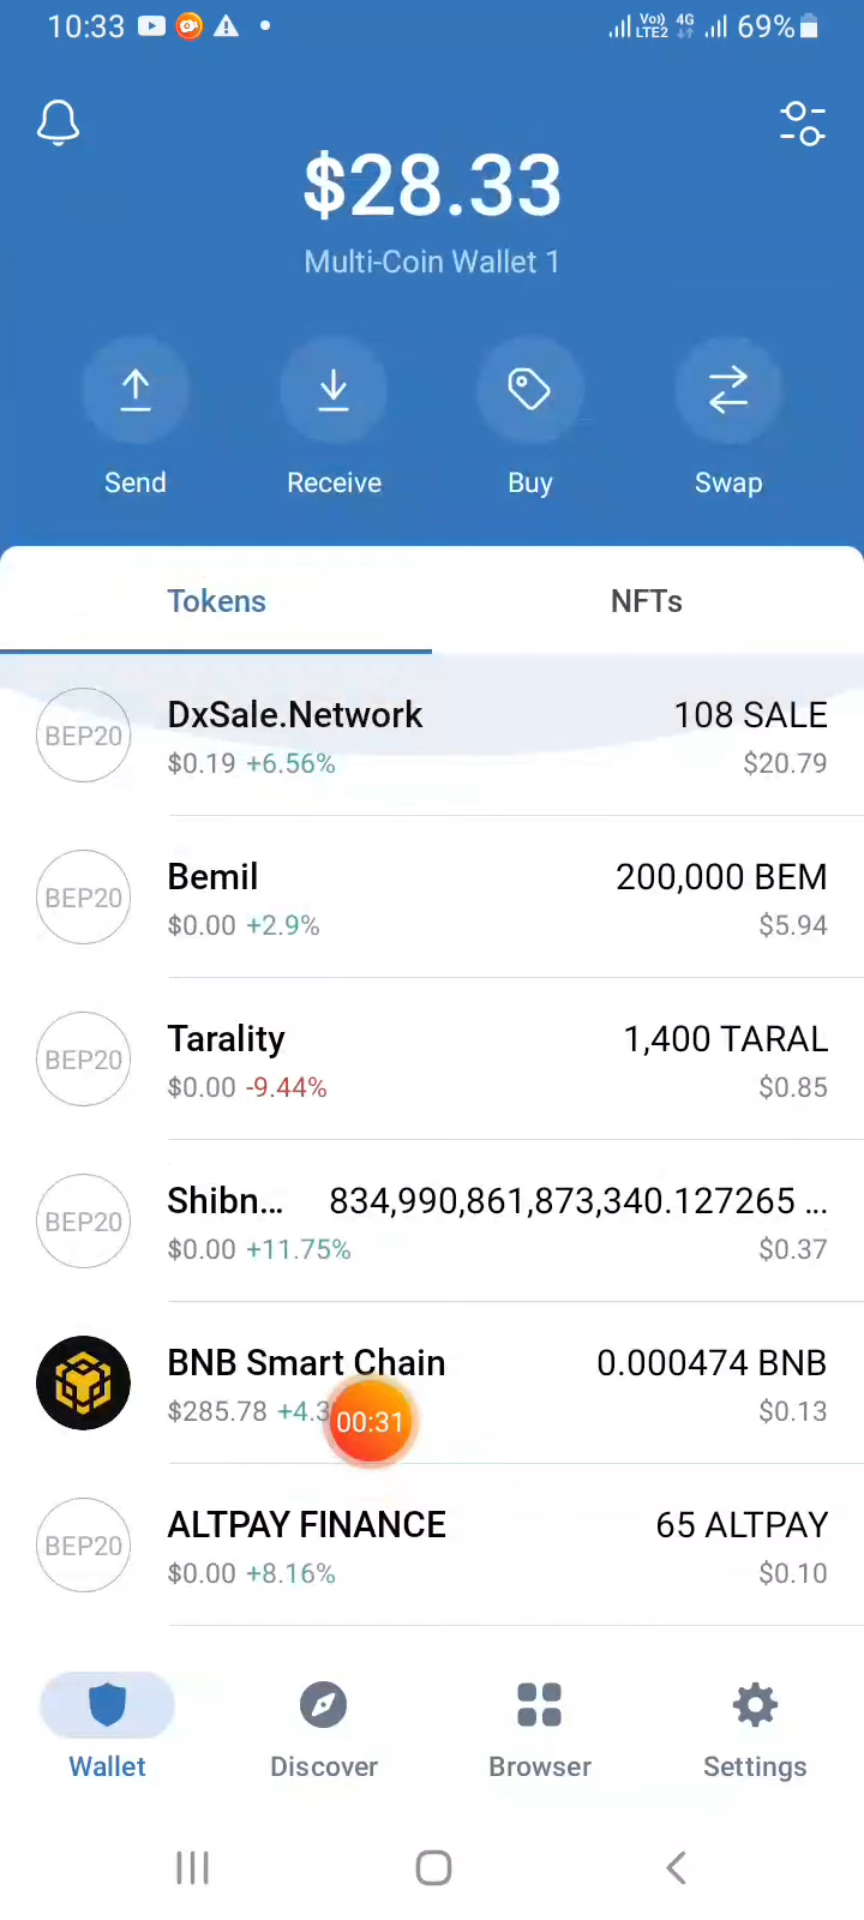 10:33 Vo)) LTE2 4G 69%
$28.33
Multi-Coin Wallet 1
Send Receive Buy Swap
Tokens NFTs
BEP20 DxSale.Network 108 SALE
$0.19 +6.56% $20.79
BEP20 Bemil 200,000 BEM
$0.00 +2.9% $5.94
BEP20 Tarality 1,400 TARAL
$0.00 -9.44% $0.85
BEP20 Shibn... 834,990,861,873,340.127265 ...
$0.00 +11.75% $0.37
BNB Smart Chain 0.000474 BNB
$285.78 +4.3 00:31 $0.13
BEP20 ALTPAY FINANCE 65 ALTPAY
$0.00 +8.16% $0.10
Wallet Discover Browser Settings